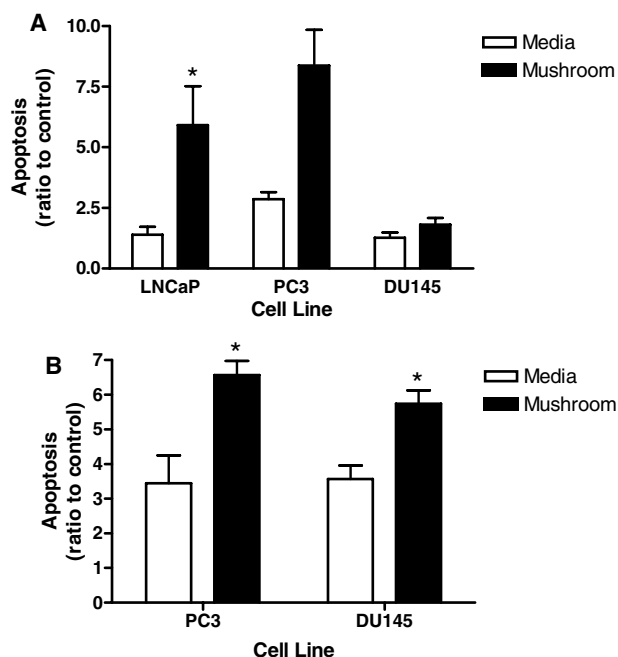 A
10.0
7.5
5.0
2.5
0.0
Apoptosis
(ratio to control)
*
Media
Mushroom
LNCaP PC3 DU145
Cell Line
B
7
6
5
4
3
2
1
0
Apoptosis
(ratio to control)
* *
Media
Mushroom
PC3 DU145
Cell Line